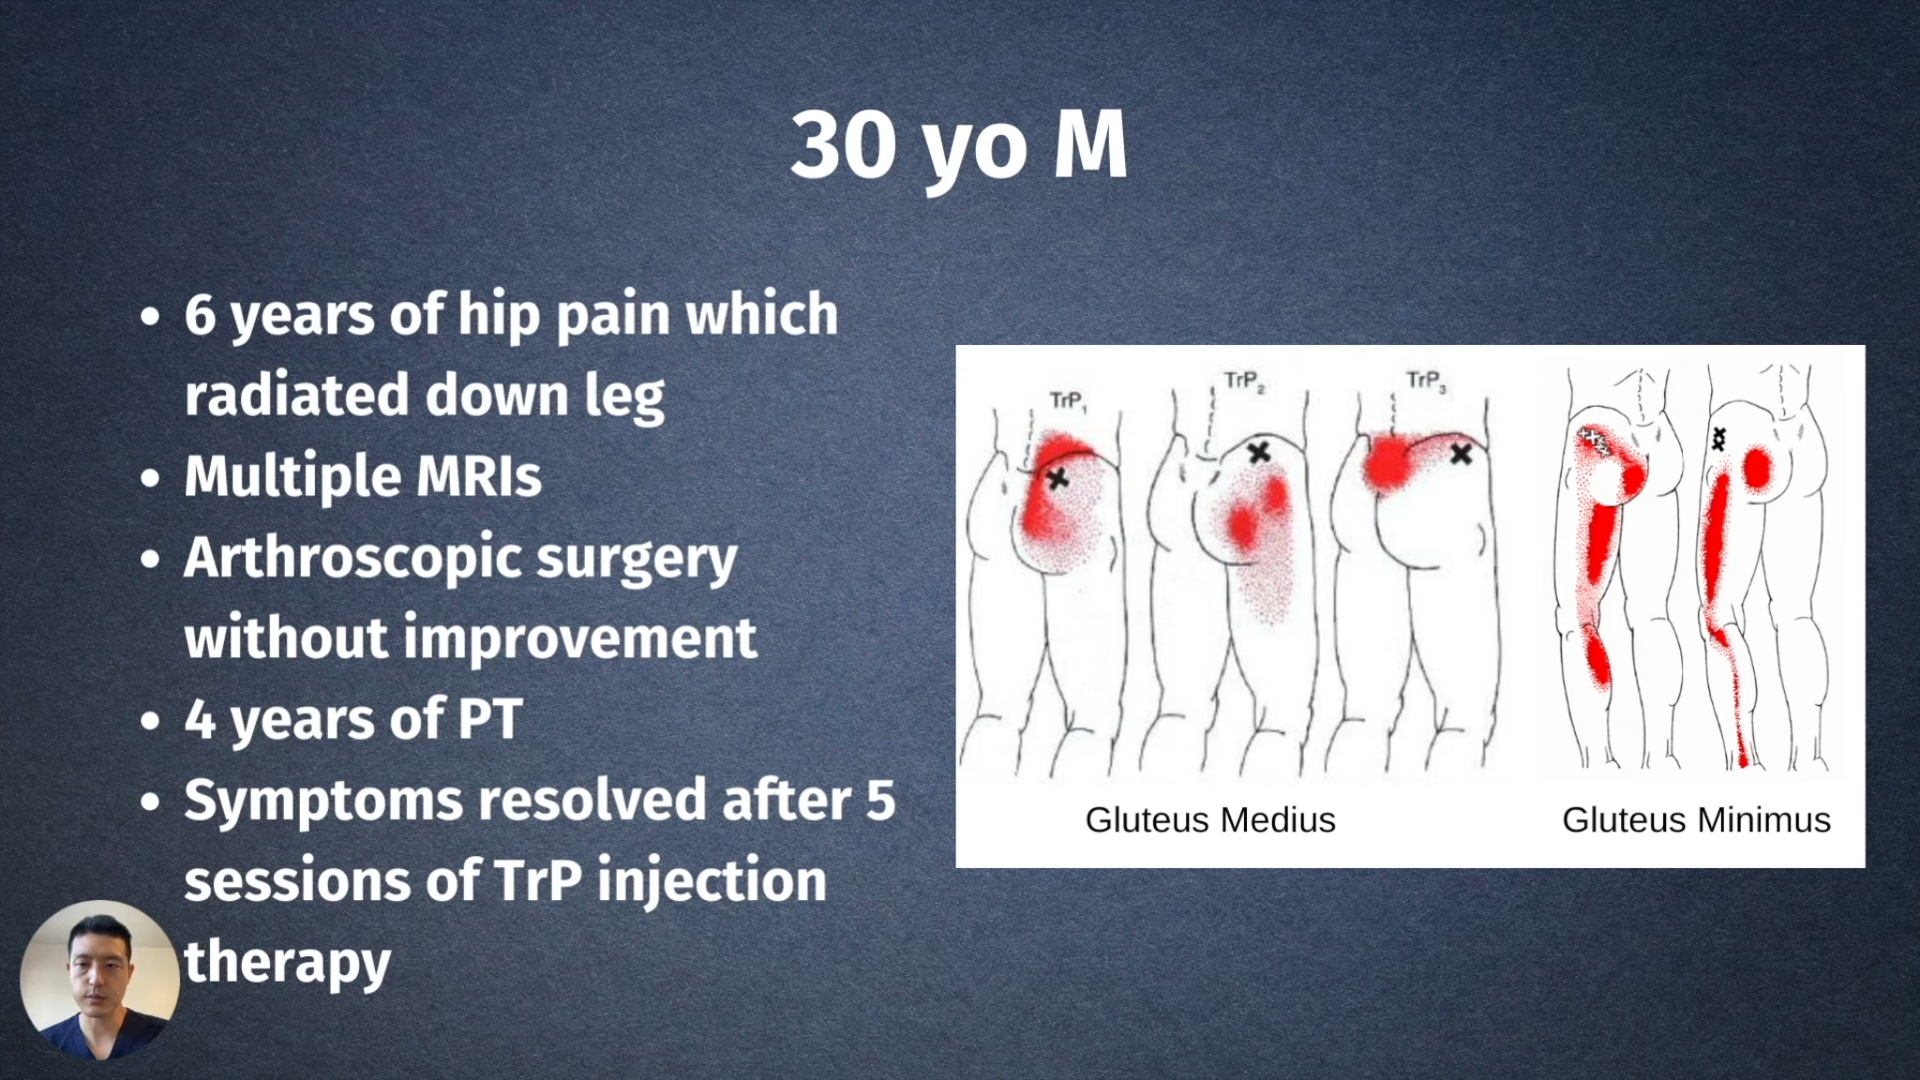 30 yo M
• 6 years of hip pain which
radiated down leg
• Multiple MRIs
• Arthroscopic surgery
without improvement
• 4 years of PT
• Symptoms resolved after 5
sessions of TrP injection
therapy
TrP₁
TrP₂
TrP₃
Gluteus Medius
Gluteus Minimus